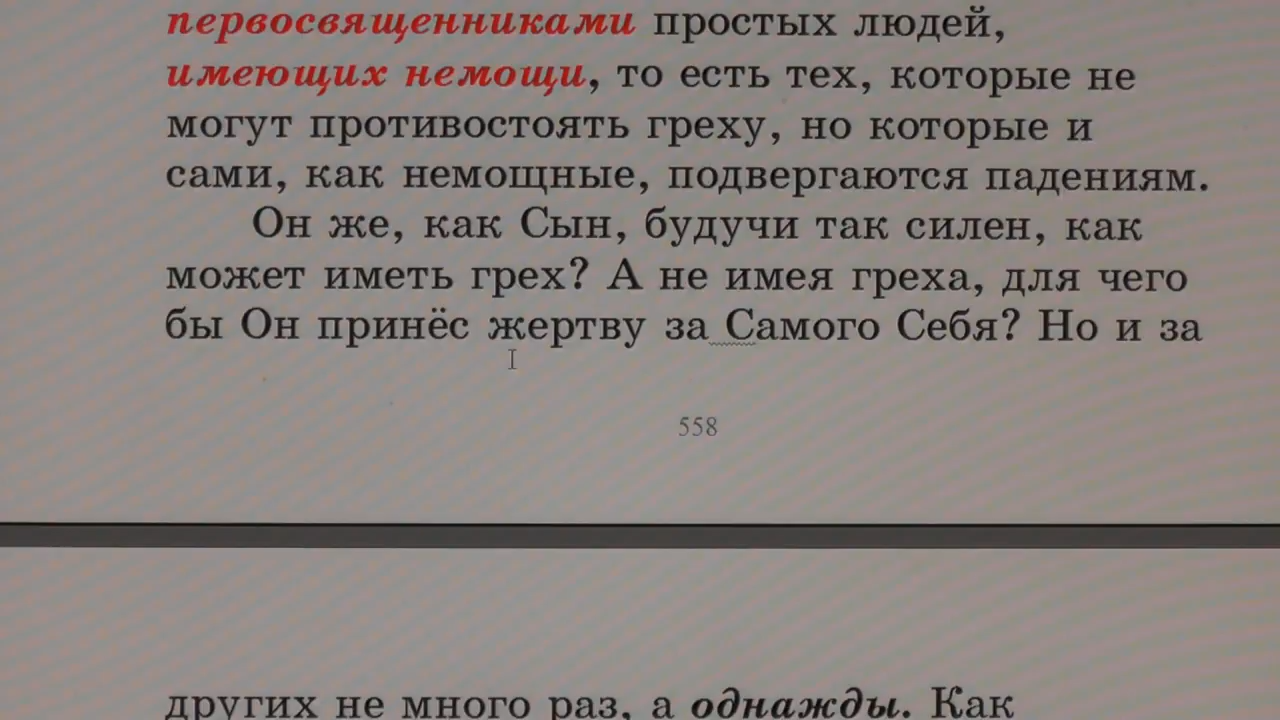 первосвященниками простых людей,
имеющих немощи, то есть тех, которые не
могут противостоять греху, но которые и
сами, как немощные, подвергаются падениям.
Он же, как Сын, будучи так силен, как
может иметь грех? А не имея греха, для чего
бы Он принёс жертву за Самого Себя? Но и за
558
других не много раз, а однажды. Как